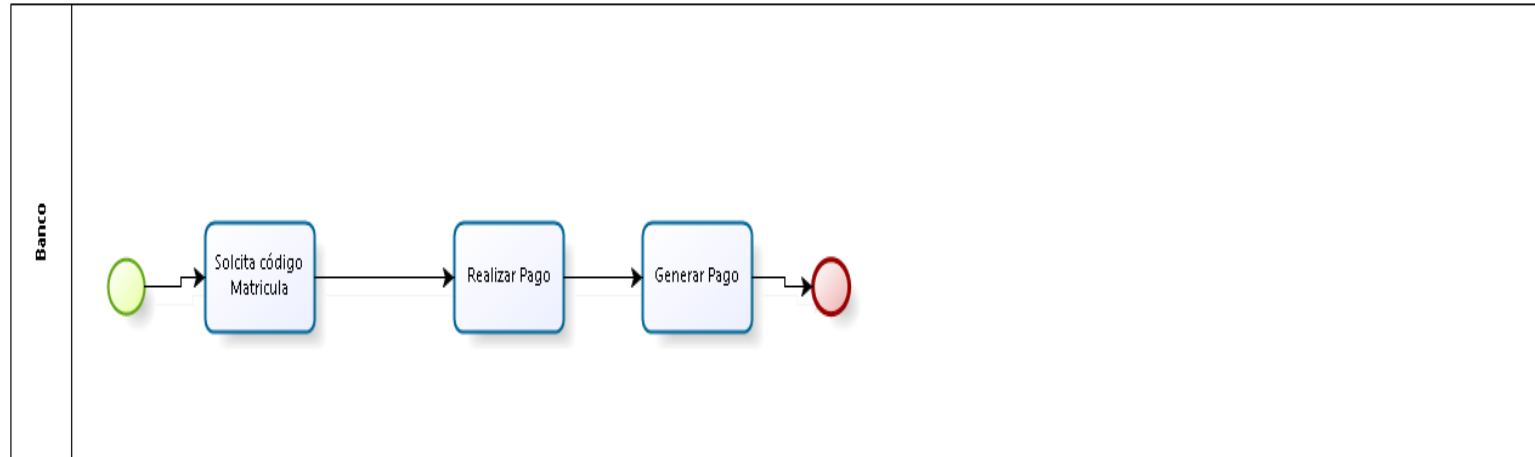 Banco
Solcita código
Matricula
Realizar Pago
Generar Pago